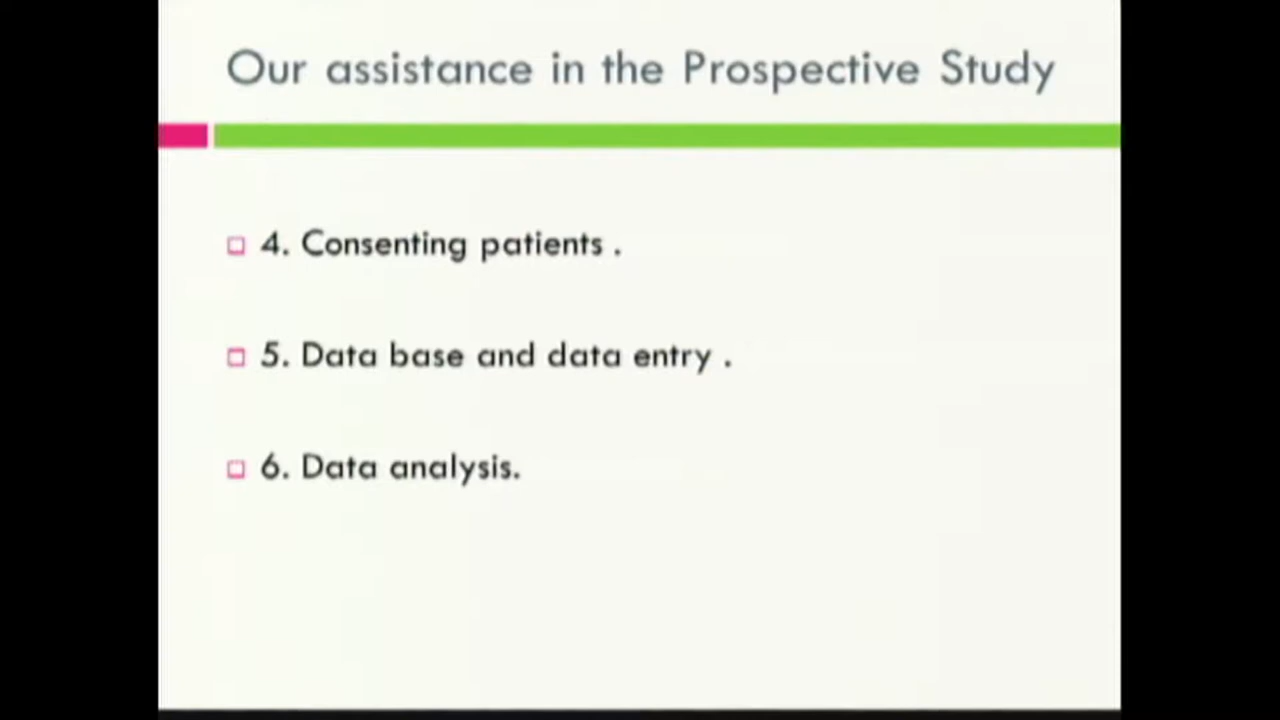 Our assistance in the Prospective Study
4. Consenting patients .
5. Data base and data entry .
6. Data analysis.